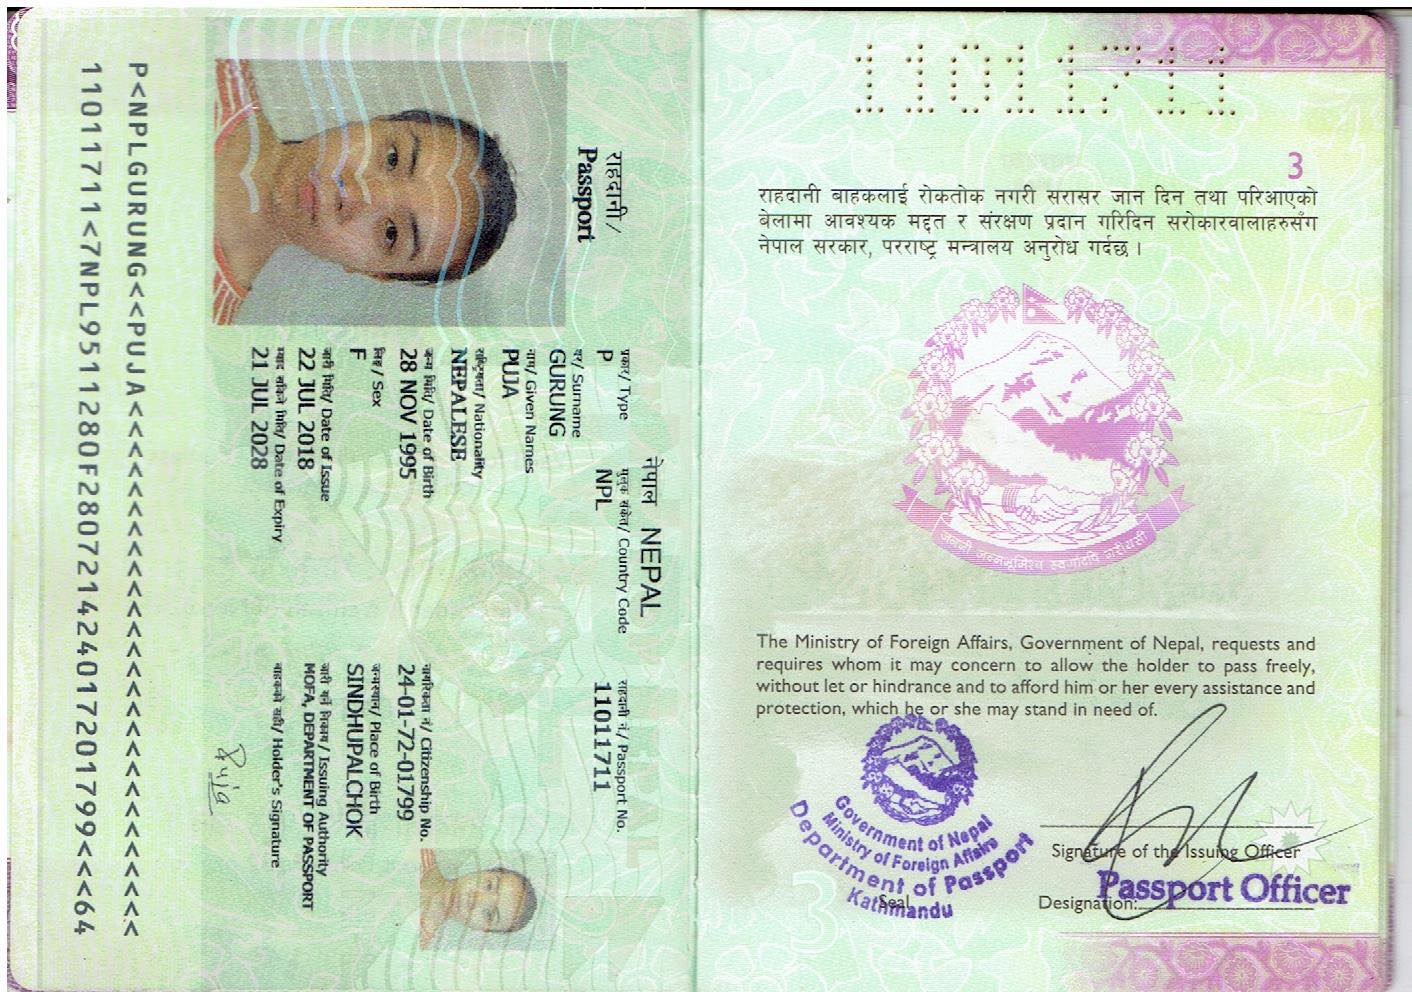 3
राहदानी बाहकलाई रोकतोक नगरी सरासर जान दिन तथा परिआएको
बेलामा आवश्यक मद्दत र संरक्षण प्रदान गरिदिन सरोकारवालाहरुसँग
नेपाल सरकार, परराष्ट्र मन्त्रालय अनुरोध गर्दछ ।
The Ministry of Foreign Affairs, Government of Nepal, requests and
requires whom it may concern to allow the holder to pass freely,
without let or hindrance and to afford him or her every assistance and
protection, which he or she may stand in need of.
Signature of the Issuing Officer
Passport Officer
Designation:
Seal
Government of Nepal
Ministry of Foreign Affairs
Department of Passport
Kathmandu
नेपाल NEPAL
राहदानी/
Passport
प्रकार/ Type मुलुक संकेत/ Country Code राहदानी नं./ Passport No.
P NPL 11011711
थर/ Surname
GURUNG
नाम/ Given Names
PUJA
राष्ट्रियता/ Nationality
NEPALESE
जन्म मिति/ Date of Birth नागरिकता नं/ Citizenship No.
28 NOV 1995 24-01-72-01799
लिङ्ग/ Sex जन्मस्थान/ Place of Birth
F SINDHUPALCHOK
जारी मिति/ Date of Issue जारी गर्ने निकाय/ Issuing Authority
22 JUL 2018 MOFA, DEPARTMENT OF PASSPORT
म्याद सकिने मिति/ Date of Expiry वाहकको सही/ Holder's Signature
21 JUL 2028
Puja
P<NPLGURUNG<<PUJA<<<<<<<<<<<<<<<<<<<<<<<<<<<
11011711<7NPL9511280F280721424017201799<<<64